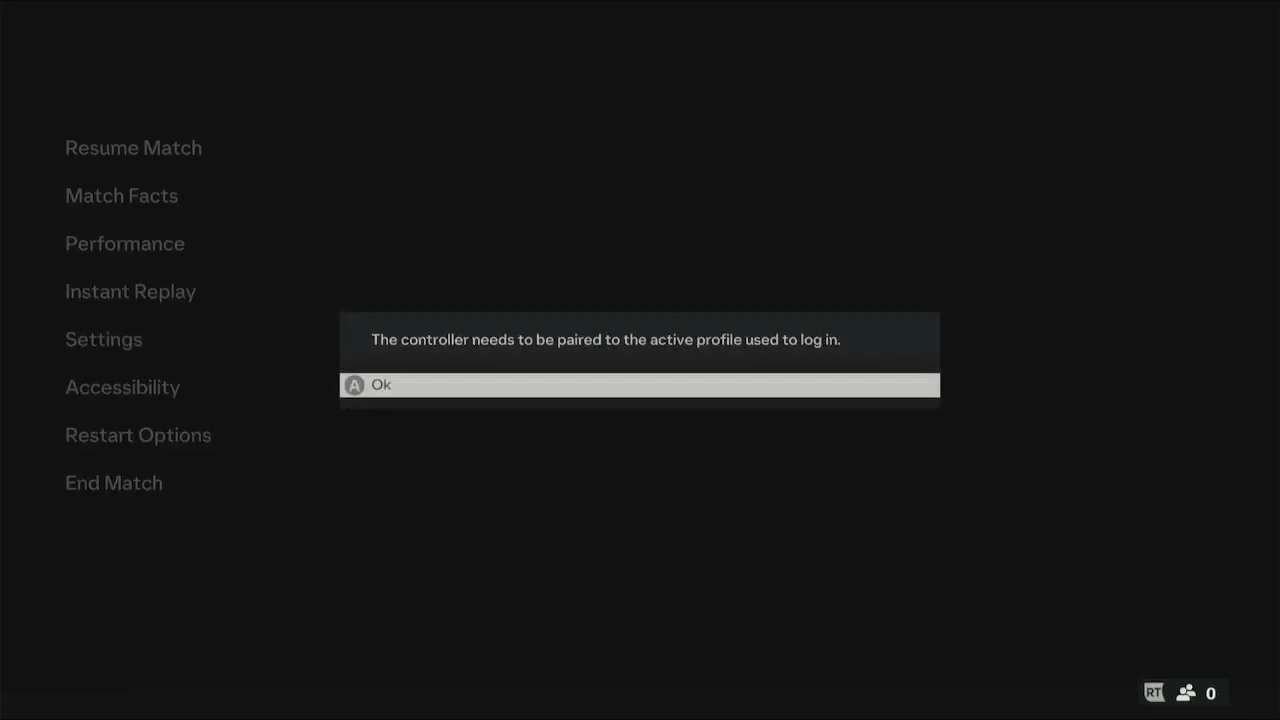 Resume Match
Match Facts
Performance
Instant Replay
Settings
Accessibility
Restart Options
End Match
The controller needs to be paired to the active profile used to log in.
A Ok
RT 0